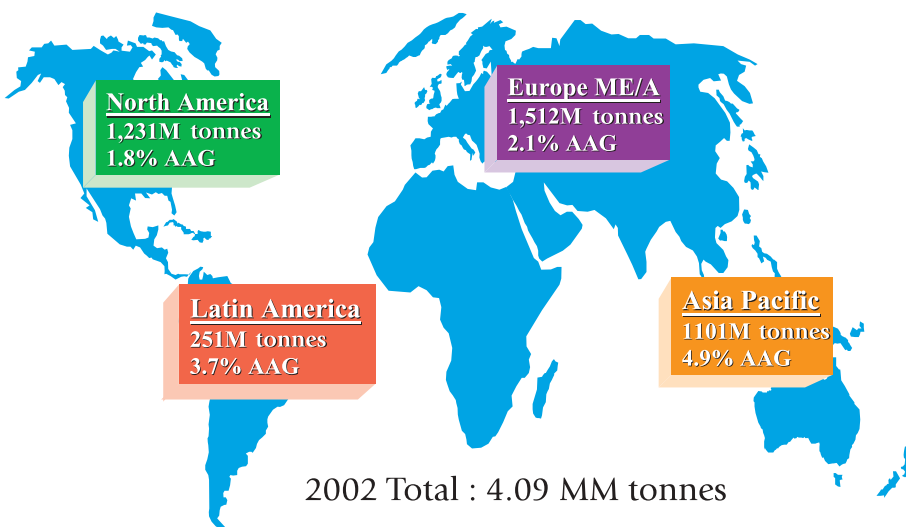 North America
1,231M tonnes
1.8% AAG
Europe ME/A
1,512M tonnes
2.1% AAG
Latin America
251M tonnes
3.7% AAG
Asia Pacific
1101M tonnes
4.9% AAG
2002 Total : 4.09 MM tonnes